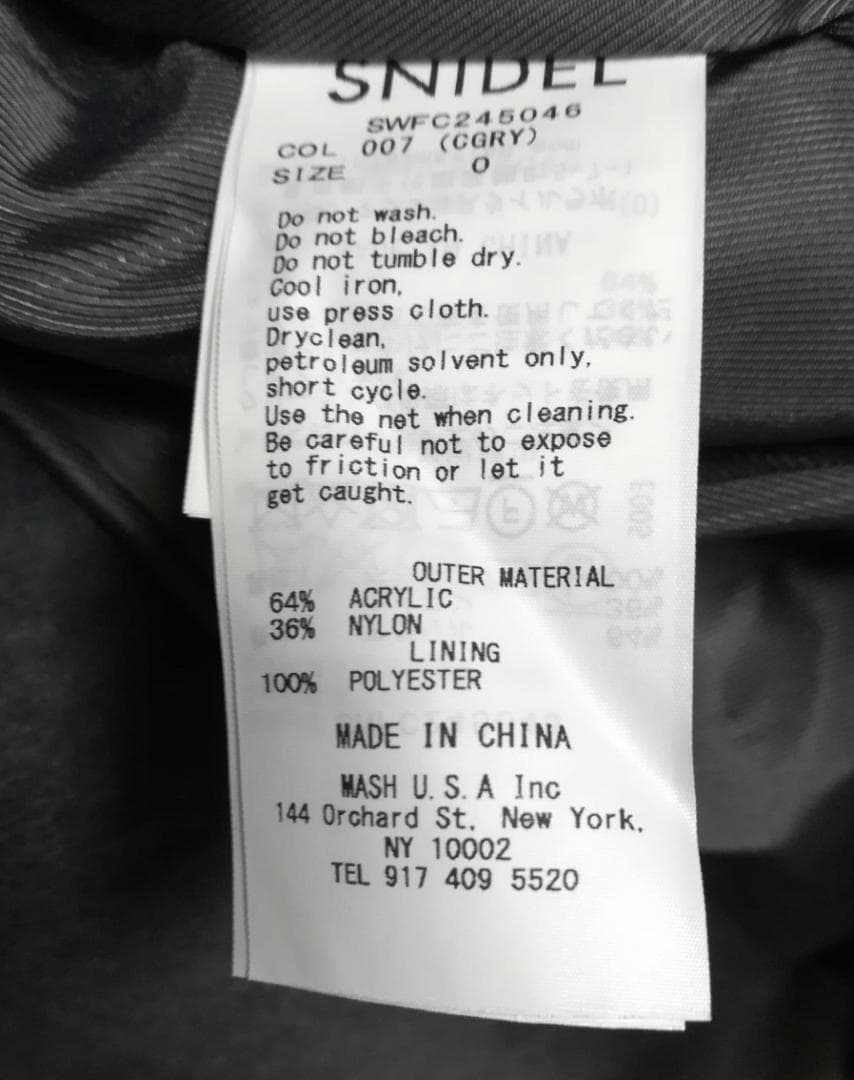 SNIDEL
SWFC245046
COL 007 (CGRY)
SIZE 0
Do not wash.
Do not bleach.
Do not tumble dry.
Cool iron,
use press cloth.
Dryclean,
petroleum solvent only,
short cycle.
Use the net when cleaning.
Be careful not to expose
to friction or let it
get caught.
OUTER MATERIAL
64% ACRYLIC
36% NYLON
LINING
100% POLYESTER
MADE IN CHINA
MASH U.S.A Inc
144 Orchard St. New York.
NY 10002
TEL 917 409 5520